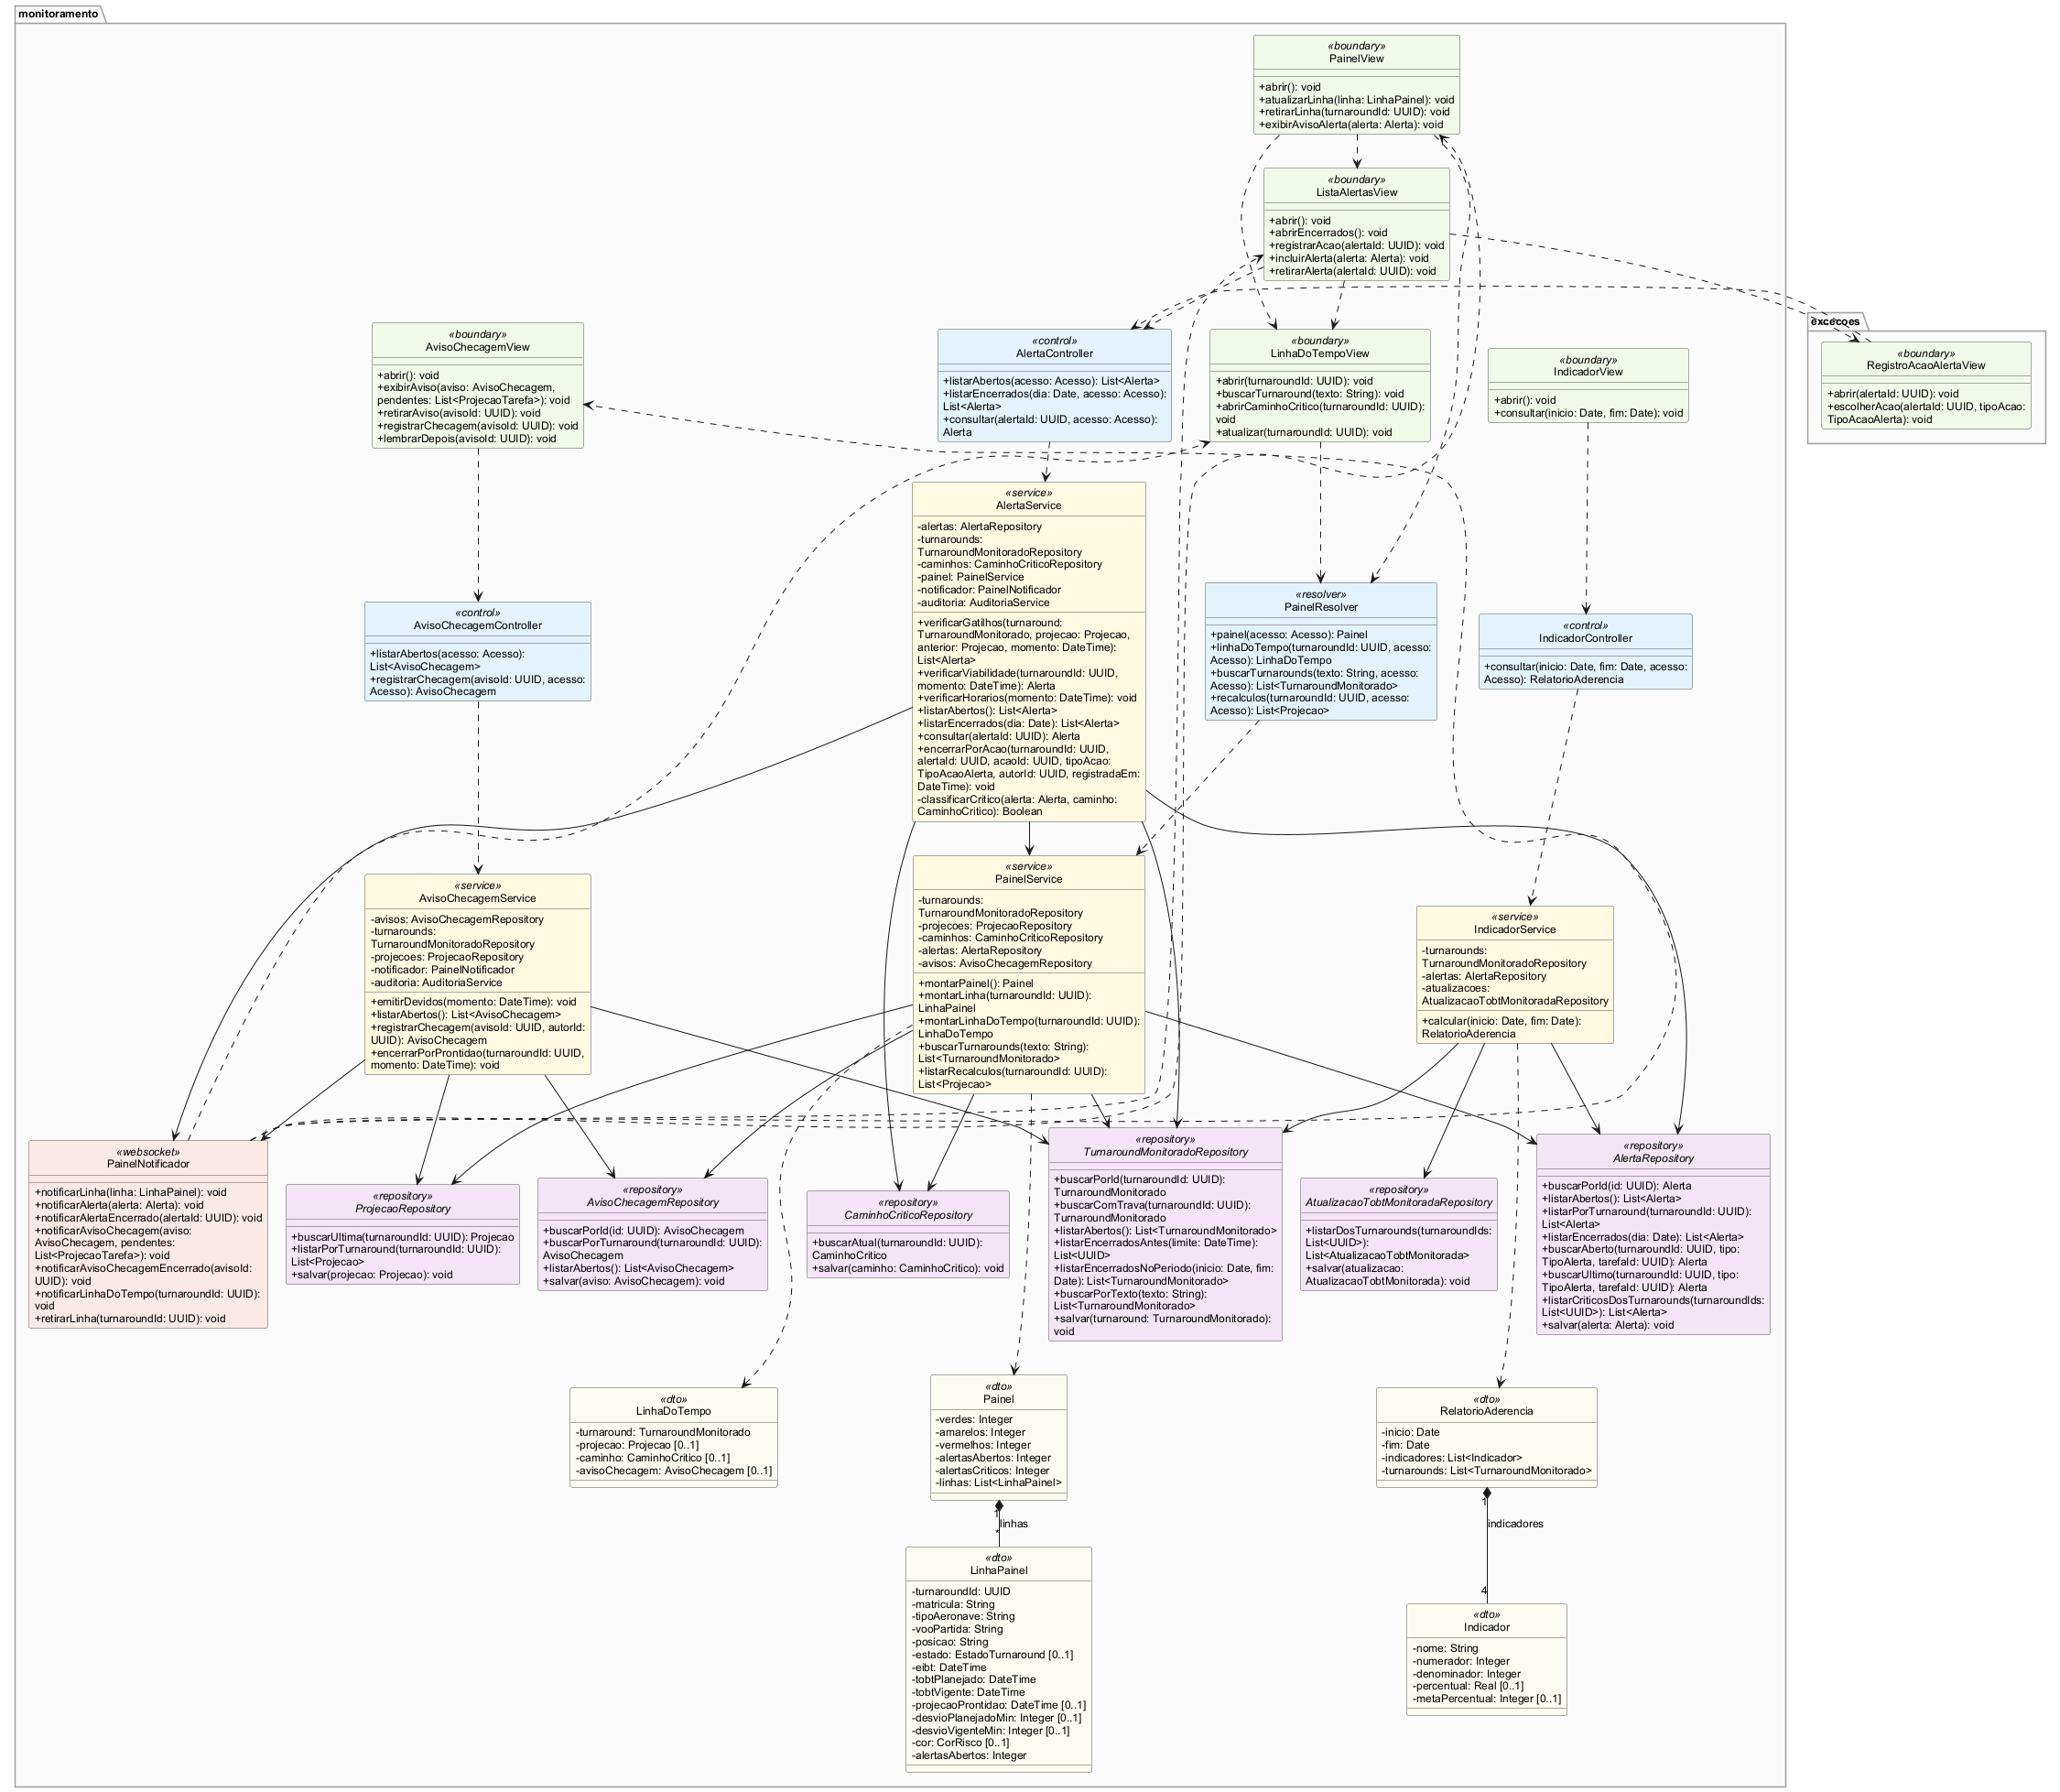 monitoramento
«boundary»
PainelView
+abrir(): void
+atualizarLinha(linha: LinhaPainel): void
+retirarLinha(turnaroundId: UUID): void
+exibirAvisoAlerta(alerta: Alerta): void
«boundary»
ListaAlertasView
+abrir(): void
+abrirEncerrados(): void
+registrarAcao(alertaId: UUID): void
+incluirAlerta(alerta: Alerta): void
+retirarAlerta(alertaId: UUID): void
excecoes
«boundary»
RegistroAcaoAlertaView
+abrir(alertaId: UUID): void
+escolherAcao(alertaId: UUID, tipoAcao:
TipoAcaoAlerta): void
«boundary»
AvisoChecagemView
+abrir(): void
+exibirAviso(aviso: AvisoChecagem,
pendentes: List<ProjecaoTarefa>): void
+retirarAviso(avisoId: UUID): void
+registrarChecagem(avisoId: UUID): void
+lembrarDepois(avisoId: UUID): void
«control»
AlertaController
+listarAbertos(acesso: Acesso): List<Alerta>
+listarEncerrados(dia: Date, acesso: Acesso):
List<Alerta>
+consultar(alertaId: UUID, acesso: Acesso):
Alerta
«boundary»
LinhaDoTempoView
+abrir(turnaroundId: UUID): void
+buscarTurnaround(texto: String): void
+abrirCaminhoCritico(turnaroundId: UUID):
void
+atualizar(turnaroundId: UUID): void
«boundary»
IndicadorView
+abrir(): void
+consultar(inicio: Date, fim: Date): void
«service»
AlertaService
-alertas: AlertaRepository
-turnarounds:
TurnaroundMonitoradoRepository
-caminhos: CaminhoCriticoRepository
-painel: PainelService
-notificador: PainelNotificador
-auditoria: AuditoriaService
+verificarGatilhos(turnaround:
TurnaroundMonitorado, projecao: Projecao,
anterior: Projecao, momento: DateTime):
List<Alerta>
+verificarViabilidade(turnaroundId: UUID,
momento: DateTime): Alerta
+verificarHorarios(momento: DateTime): void
+listarAbertos(): List<Alerta>
+listarEncerrados(dia: Date): List<Alerta>
+consultar(alertaId: UUID): Alerta
+encerrarPorAcao(turnaroundId: UUID,
alertaId: UUID, acaoId: UUID, tipoAcao:
TipoAcaoAlerta, autorId: UUID, registradaEm:
DateTime): void
-classificarCritico(alerta: Alerta, caminho:
CaminhoCritico): Boolean
«control»
AvisoChecagemController
+listarAbertos(acesso: Acesso):
List<AvisoChecagem>
+registrarChecagem(avisoId: UUID, acesso:
Acesso): AvisoChecagem
«resolver»
PainelResolver
+painel(acesso: Acesso): Painel
+linhaDoTempo(turnaroundId: UUID, acesso:
Acesso): LinhaDoTempo
+buscarTurnarounds(texto: String, acesso:
Acesso): List<TurnaroundMonitorado>
+recalculos(turnaroundId: UUID, acesso:
Acesso): List<Projecao>
«control»
IndicadorController
+consultar(inicio: Date, fim: Date, acesso:
Acesso): RelatorioAderencia
«service»
AvisoChecagemService
-avisos: AvisoChecagemRepository
-turnarounds:
TurnaroundMonitoradoRepository
-projecoes: ProjecaoRepository
-notificador: PainelNotificador
-auditoria: AuditoriaService
+emitirDevidos(momento: DateTime): void
+listarAbertos(): List<AvisoChecagem>
+registrarChecagem(avisoId: UUID, autorId:
UUID): AvisoChecagem
+encerrarPorProntidao(turnaroundId: UUID,
momento: DateTime): void
«service»
PainelService
-turnarounds:
TurnaroundMonitoradoRepository
-projecoes: ProjecaoRepository
-caminhos: CaminhoCriticoRepository
-alertas: AlertaRepository
-avisos: AvisoChecagemRepository
+montarPainel(): Painel
+montarLinha(turnaroundId: UUID):
LinhaPainel
+montarLinhaDoTempo(turnaroundId: UUID):
LinhaDoTempo
+buscarTurnarounds(texto: String):
List<TurnaroundMonitorado>
+listarRecalculos(turnaroundId: UUID):
List<Projecao>
«service»
IndicadorService
-turnarounds:
TurnaroundMonitoradoRepository
-alertas: AlertaRepository
-atualizacoes:
AtualizacaoTobtMonitoradaRepository
+calcular(inicio: Date, fim: Date):
RelatorioAderencia
«websocket»
PainelNotificador
+notificarLinha(linha: LinhaPainel): void
+notificarAlerta(alerta: Alerta): void
+notificarAlertaEncerrado(alertaId: UUID): void
+notificarAvisoChecagem(aviso:
AvisoChecagem, pendentes:
List<ProjecaoTarefa>): void
+notificarAvisoChecagemEncerrado(avisoId:
UUID): void
+notificarLinhaDoTempo(turnaroundId: UUID):
void
+retirarLinha(turnaroundId: UUID): void
«repository»
ProjecaoRepository
+buscarUltima(turnaroundId: UUID): Projecao
+listarPorTurnaround(turnaroundId: UUID):
List<Projecao>
+salvar(projecao: Projecao): void
«repository»
AvisoChecagemRepository
+buscarPorId(id: UUID): AvisoChecagem
+buscarPorTurnaround(turnaroundId: UUID):
AvisoChecagem
+listarAbertos(): List<AvisoChecagem>
+salvar(aviso: AvisoChecagem): void
«repository»
CaminhoCriticoRepository
+buscarAtual(turnaroundId: UUID):
CaminhoCritico
+salvar(caminho: CaminhoCritico): void
«repository»
TurnaroundMonitoradoRepository
+buscarPorId(turnaroundId: UUID):
TurnaroundMonitorado
+buscarComTrava(turnaroundId: UUID):
TurnaroundMonitorado
+listarAbertos(): List<TurnaroundMonitorado>
+listarEncerradosAntes(limite: DateTime):
List<UUID>
+listarEncerradosNoPeriodo(inicio: Date, fim:
Date): List<TurnaroundMonitorado>
+buscarPorTexto(texto: String):
List<TurnaroundMonitorado>
+salvar(turnaround: TurnaroundMonitorado):
void
«repository»
AtualizacaoTobtMonitoradaRepository
+listarDosTurnarounds(turnaroundIds:
List<UUID>):
List<AtualizacaoTobtMonitorada>
+salvar(atualizacao:
AtualizacaoTobtMonitorada): void
«repository»
AlertaRepository
+buscarPorId(id: UUID): Alerta
+listarAbertos(): List<Alerta>
+listarPorTurnaround(turnaroundId: UUID):
List<Alerta>
+listarEncerrados(dia: Date): List<Alerta>
+buscarAberto(turnaroundId: UUID, tipo:
TipoAlerta, tarefaId: UUID): Alerta
+buscarUltimo(turnaroundId: UUID, tipo:
TipoAlerta, tarefaId: UUID): Alerta
+listarCriticosDosTurnarounds(turnaroundIds:
List<UUID>): List<Alerta>
+salvar(alerta: Alerta): void
«dto»
LinhaDoTempo
-turnaround: TurnaroundMonitorado
-projecao: Projecao [0..1]
-caminho: CaminhoCritico [0..1]
-avisoChecagem: AvisoChecagem [0..1]
«dto»
Painel
-verdes: Integer
-amarelos: Integer
-vermelhos: Integer
-alertasAbertos: Integer
-alertasCriticos: Integer
-linhas: List<LinhaPainel>
«dto»
RelatorioAderencia
-inicio: Date
-fim: Date
-indicadores: List<Indicador>
-turnarounds: List<TurnaroundMonitorado>
1
linhas
*
1
indicadores
4
«dto»
LinhaPainel
-turnaroundId: UUID
-matricula: String
-tipoAeronave: String
-vooPartida: String
-posicao: String
-estado: EstadoTurnaround [0..1]
-eibt: DateTime
-tobtPlanejado: DateTime
-tobtVigente: DateTime
-projecaoProntidao: DateTime [0..1]
-desvioPlanejadoMin: Integer [0..1]
-desvioVigenteMin: Integer [0..1]
-cor: CorRisco [0..1]
-alertasAbertos: Integer
«dto»
Indicador
-nome: String
-numerador: Integer
-denominador: Integer
-percentual: Real [0..1]
-metaPercentual: Integer [0..1]